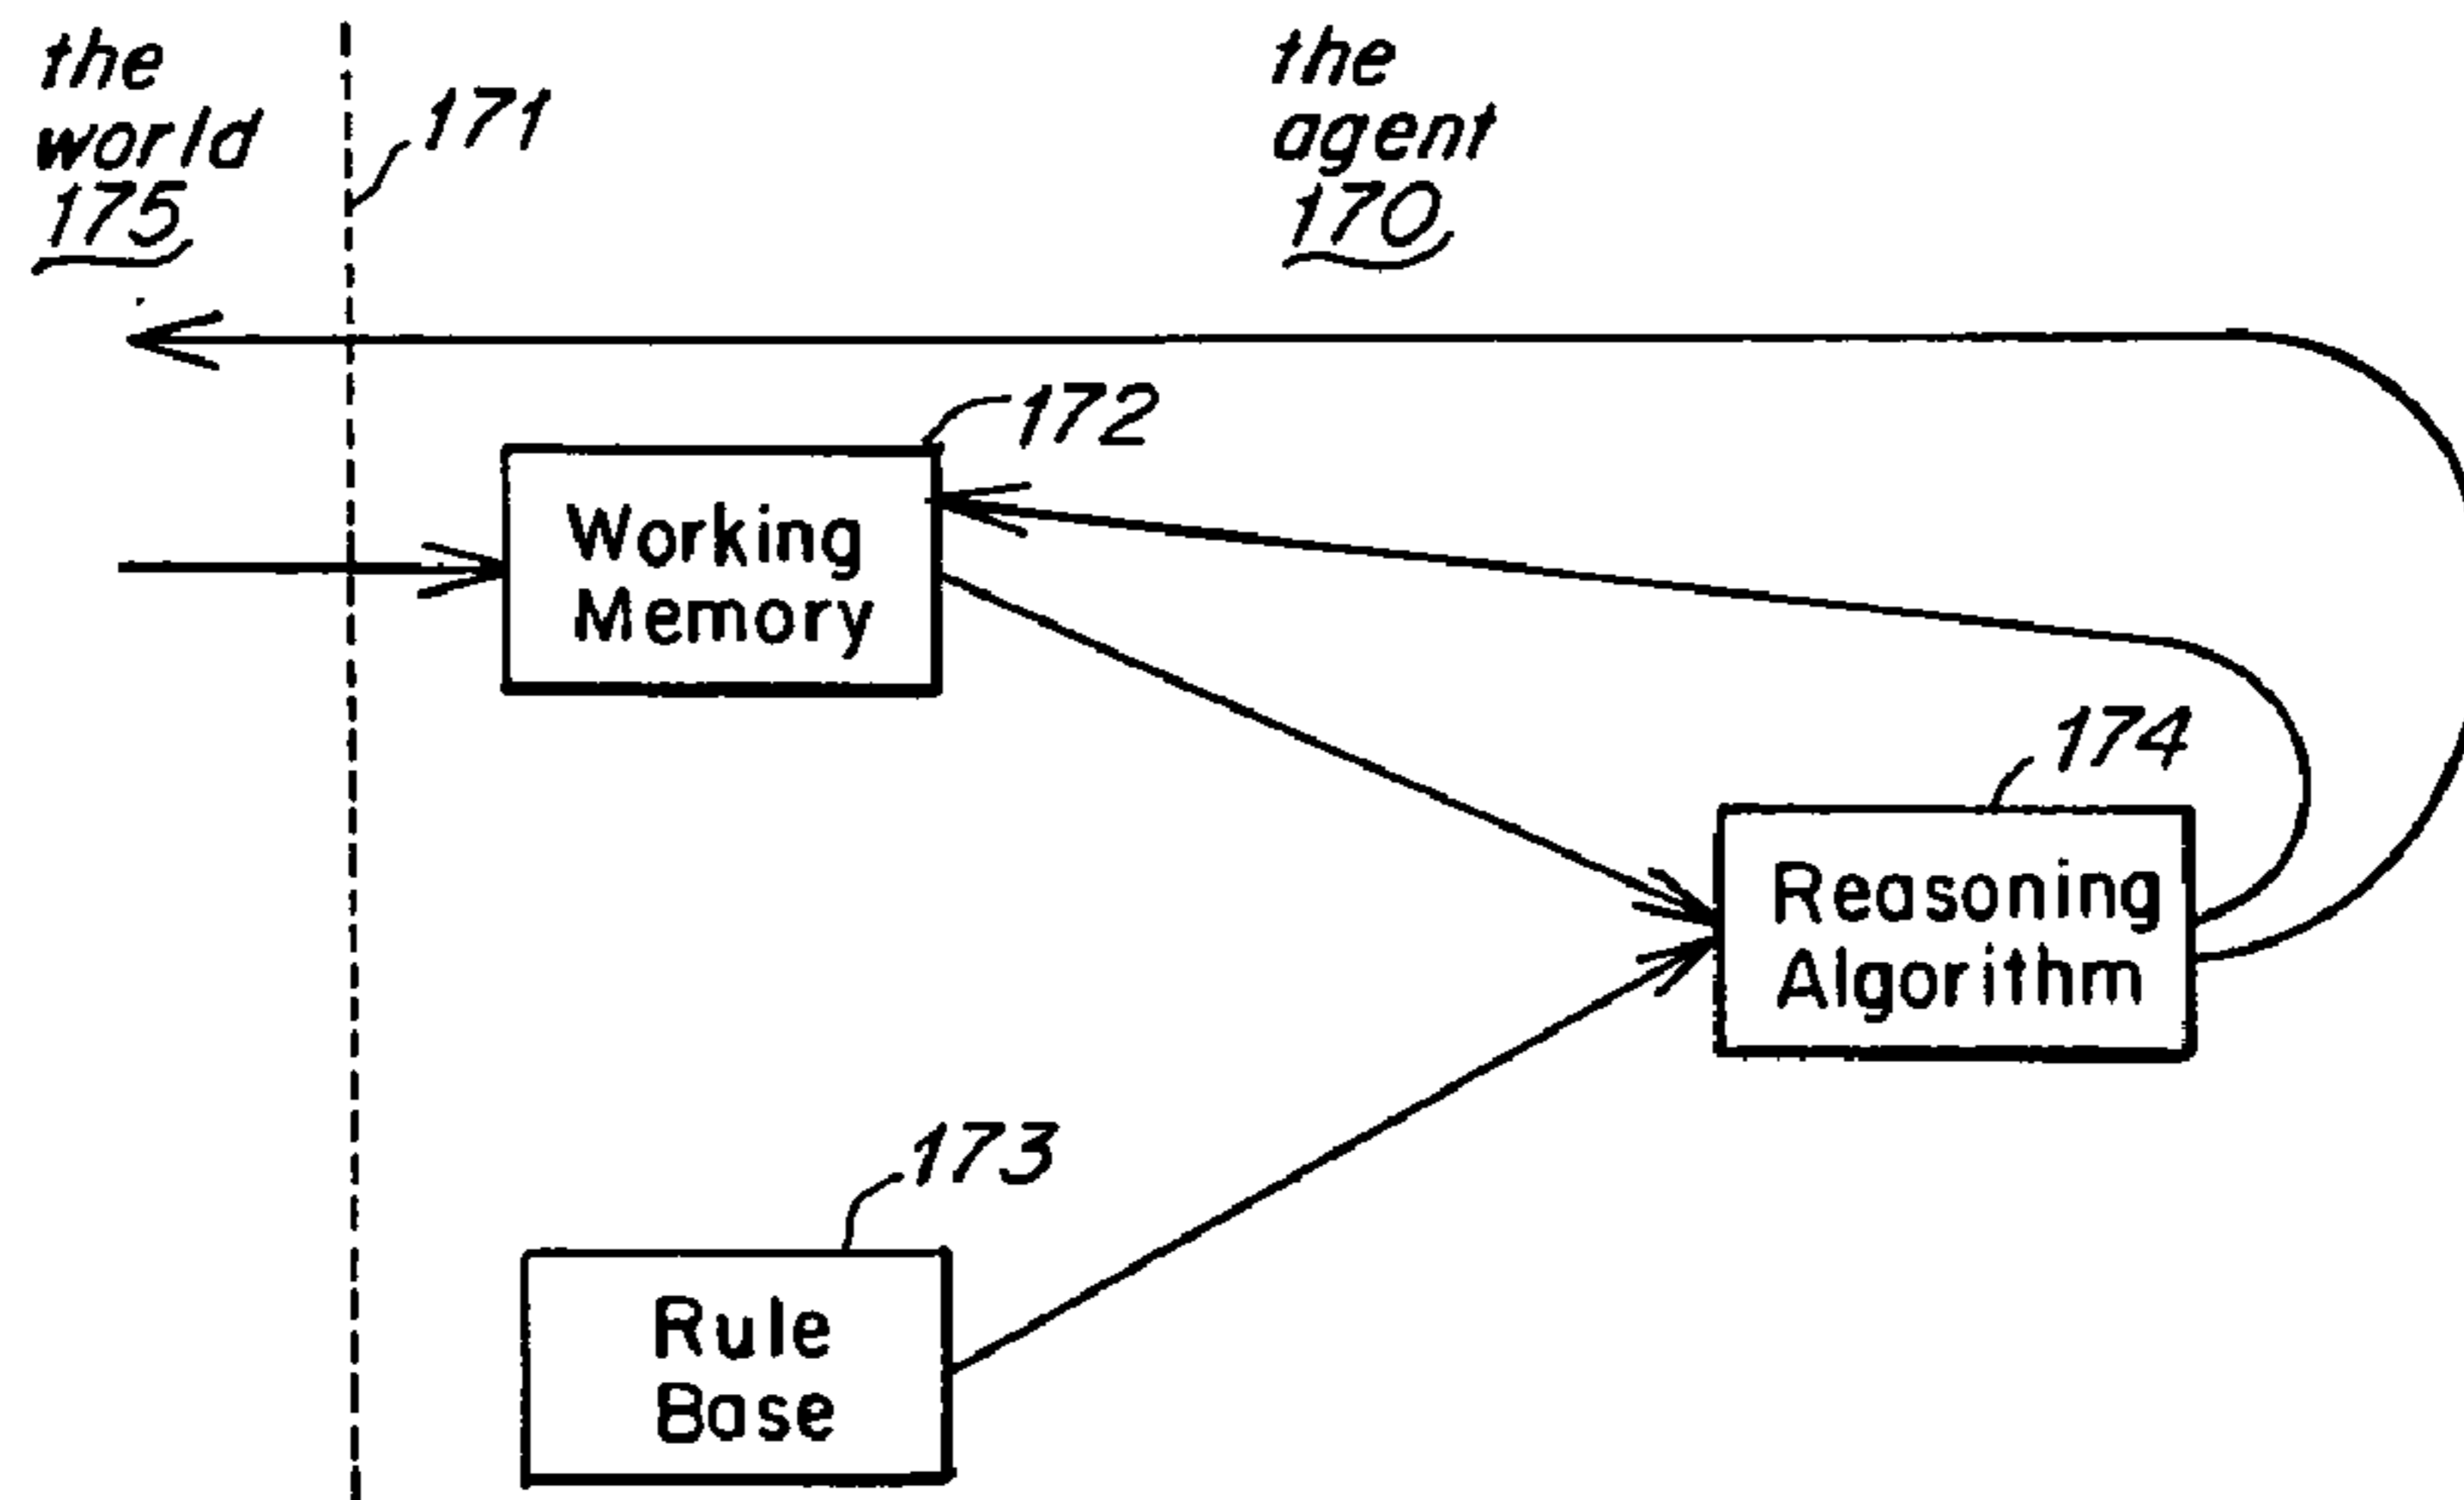 the
world
175
171
the
agent
170
172
Working
Memory
174
Reasoning
Algorithm
173
Rule
Base